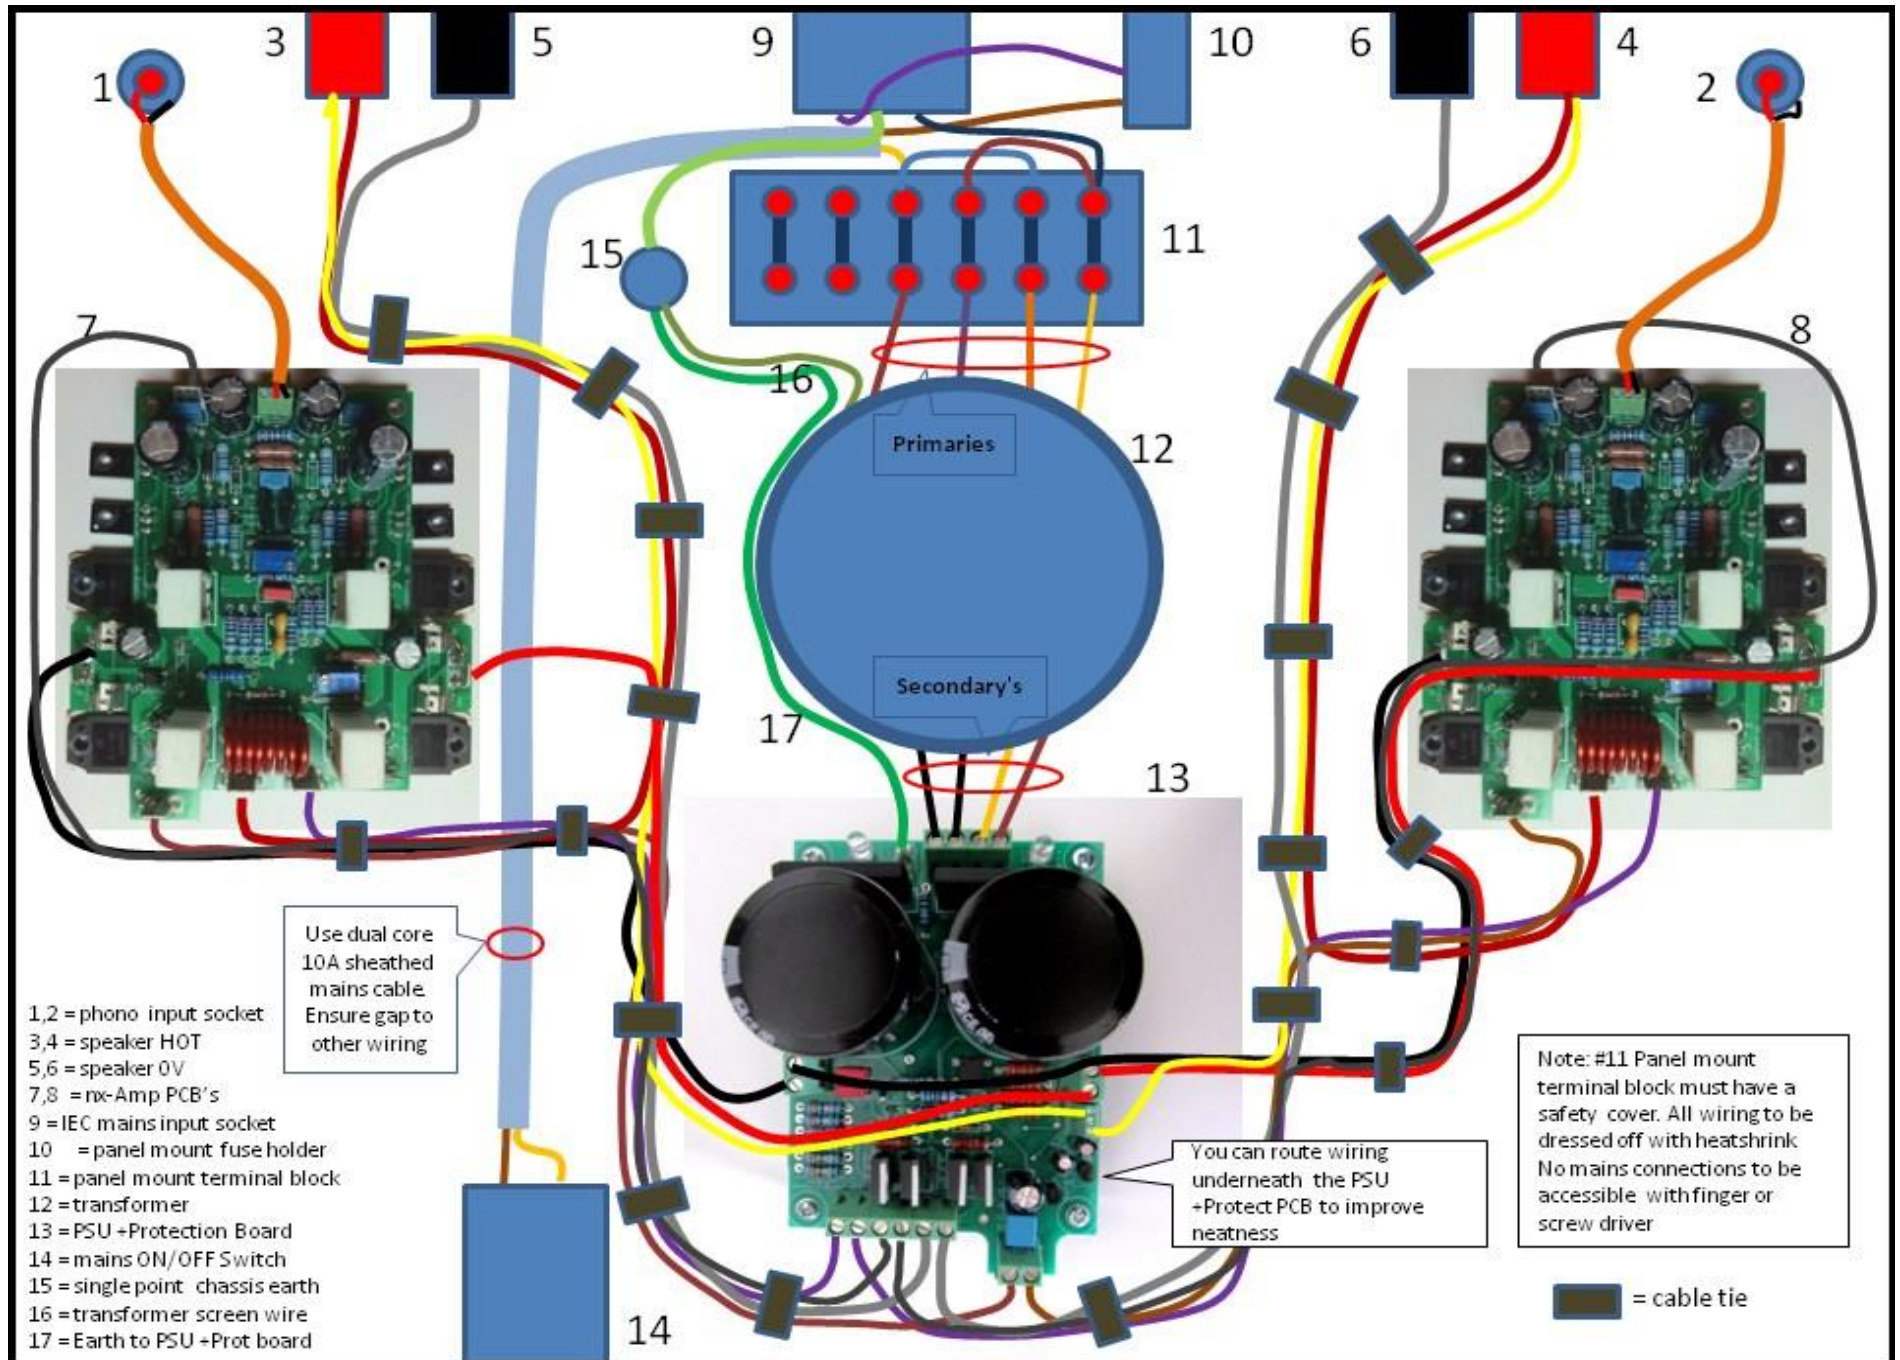 1
3
5
9
10
6
4
2
15
11
7
8
16
Primaries
12
Secondary's
17
13
Use dual core
10A sheathed
mains cable.
Ensure gap to
other wiring
1,2 = phono input socket
3,4 = speaker HOT
5,6 = speaker 0V
7,8 = nx-Amp PCB's
9 = IEC mains input socket
10 = panel mount fuse holder
11 = panel mount terminal block
12 = transformer
13 = PSU +Protection Board
14 = mains ON/OFF Switch
15 = single point chassis earth
16 = transformer screen wire
17 = Earth to PSU +Prot board
14
You can route wiring
underneath the PSU
+Protect PCB to improve
neatness
Note: #11 Panel mount
terminal block must have a
safety cover. All wiring to be
dressed off with heatshrink
No mains connections to be
accessible with finger or
screw driver
= cable tie